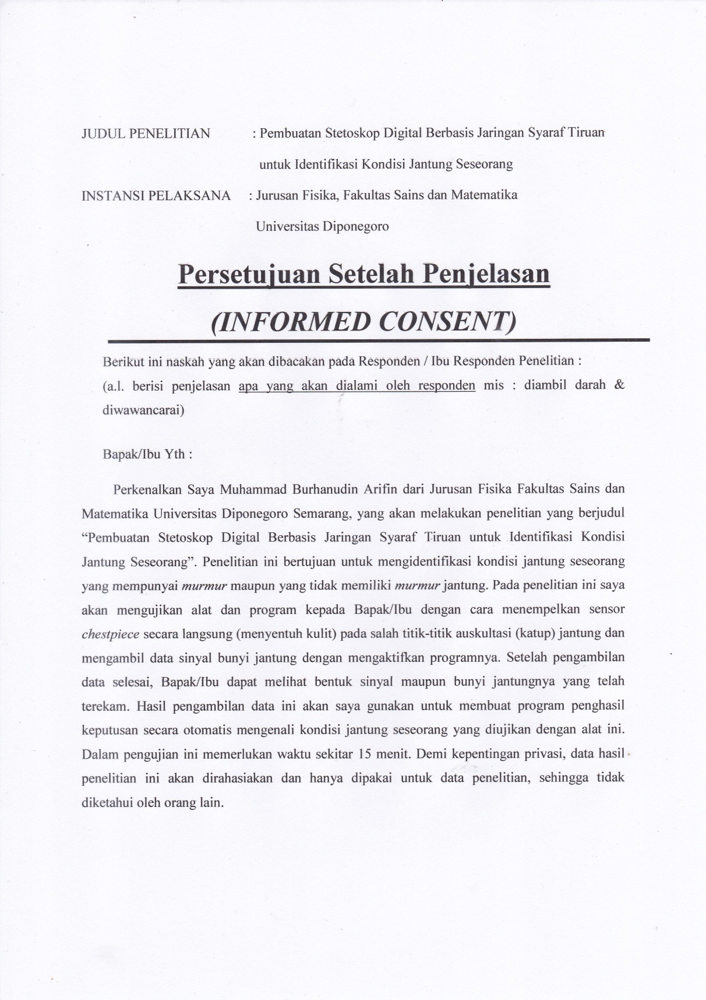 JUDUL PENELITIAN : Pembuatan Stetoskop Digital Berbasis Jaringan Syaraf Tiruan
untuk Identifikasi Kondisi Jantung Seseorang
INSTANSI PELAKSANA : Jurusan Fisika, Fakultas Sains dan Matematika
Universitas Diponegoro
Persetujuan Setelah Penjelasan
(INFORMED CONSENT)
Berikut ini naskah yang akan dibacakan pada Responden / Ibu Responden Penelitian :
(a.l. berisi penjelasan apa yang akan dialami oleh responden mis : diambil darah &
diwawancarai)
Bapak/Ibu Yth :
Perkenalkan Saya Muhammad Burhanudin Arifin dari Jurusan Fisika Fakultas Sains dan
Matematika Universitas Diponegoro Semarang, yang akan melakukan penelitian yang berjudul
“Pembuatan Stetoskop Digital Berbasis Jaringan Syaraf Tiruan untuk Identifikasi Kondisi
Jantung Seseorang”. Penelitian ini bertujuan untuk mengidentifikasi kondisi jantung seseorang
yang mempunyai murmur maupun yang tidak memiliki murmur jantung. Pada penelitian ini saya
akan mengujikan alat dan program kepada Bapak/Ibu dengan cara menempelkan sensor
chestpiece secara langsung (menyentuh kulit) pada salah titik-titik auskultasi (katup) jantung dan
mengambil data sinyal bunyi jantung dengan mengaktifkan programnya. Setelah pengambilan
data selesai, Bapak/Ibu dapat melihat bentuk sinyal maupun bunyi jantungnya yang telah
terekam. Hasil pengambilan data ini akan saya gunakan untuk membuat program penghasil
keputusan secara otomatis mengenali kondisi jantung seseorang yang diujikan dengan alat ini.
Dalam pengujian ini memerlukan waktu sekitar 15 menit. Demi kepentingan privasi, data hasil
penelitian ini akan dirahasiakan dan hanya dipakai untuk data penelitian, sehingga tidak
diketahui oleh orang lain.